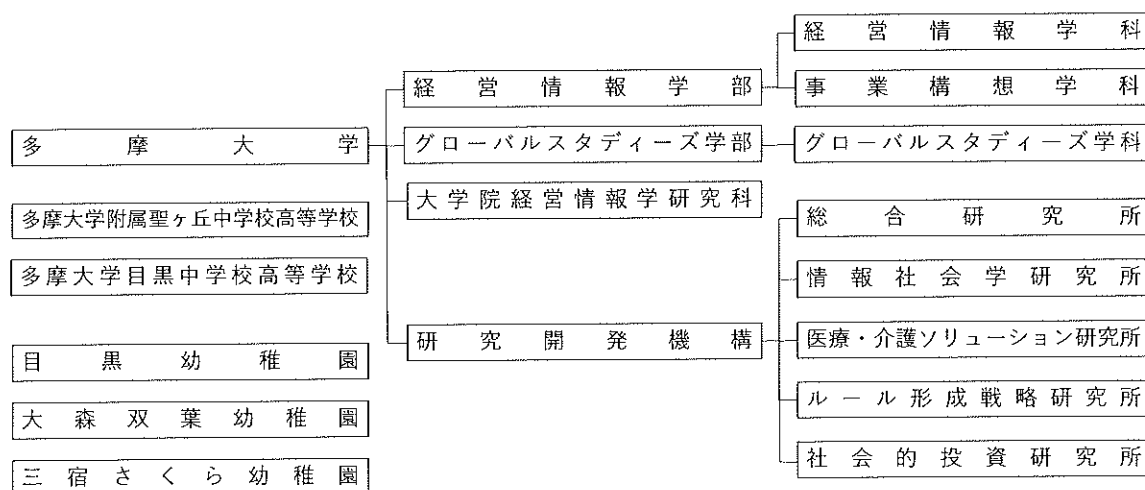 多摩大学
経営情報学部
経営情報学科
事業構想学科
グローバルスタディーズ学部
グローバルスタディーズ学科
大学院経営情報学研究科
研究開発機構
総合研究所
情報社会学研究所
医療・介護ソリューション研究所
ルール形成戦略研究所
社会的投資研究所
多摩大学附属聖ヶ丘中学校高等学校
多摩大学目黒中学校高等学校
目黒幼稚園
大森双葉幼稚園
三宿さくら幼稚園